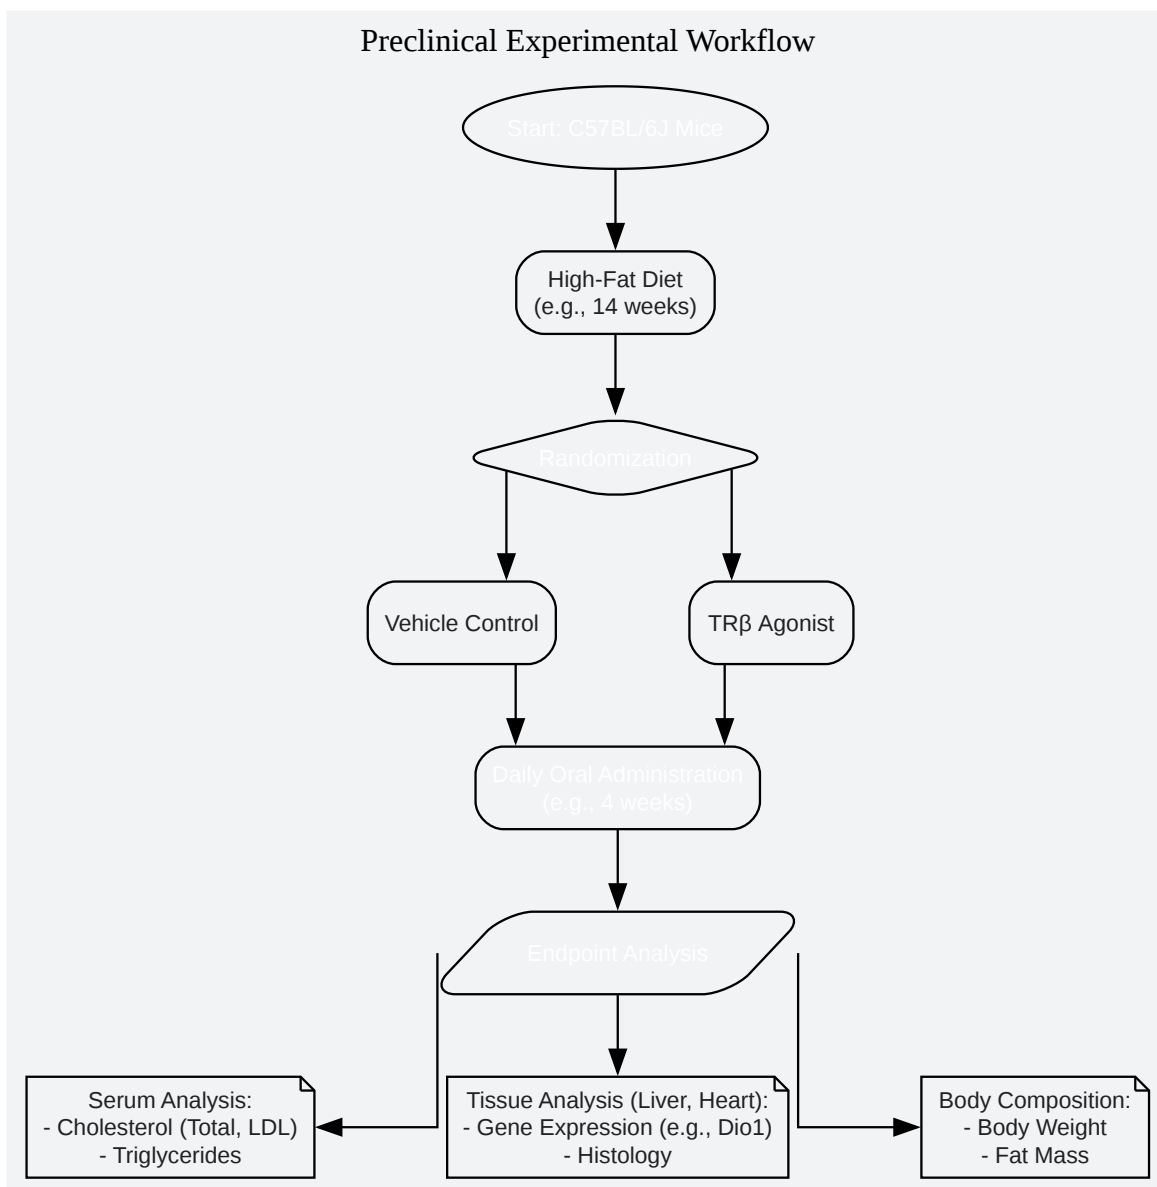 Preclinical Experimental Workflow
Start: C57BL/6J Mice
High-Fat Diet
(e.g., 14 weeks)
Randomization
Vehicle Control
TRβ Agonist
Daily Oral Administration
(e.g., 4 weeks)
Endpoint Analysis
Serum Analysis:
- Cholesterol (Total, LDL)
- Triglycerides
Tissue Analysis (Liver, Heart):
- Gene Expression (e.g., Dio1)
- Histology
Body Composition:
- Body Weight
- Fat Mass